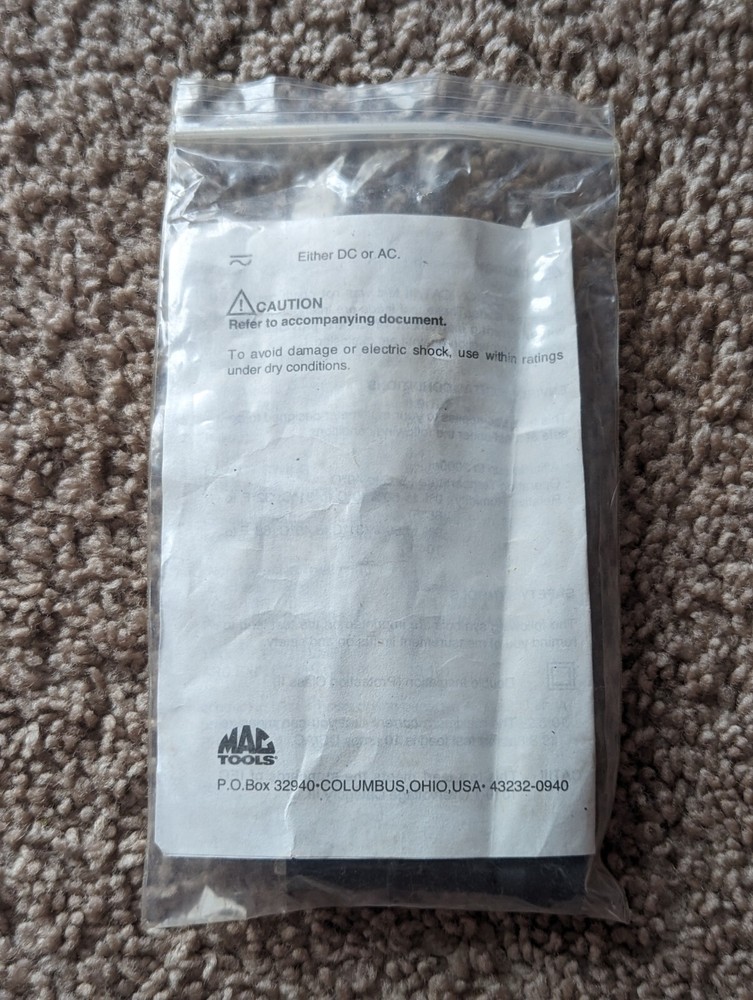 Either DC or AC.
CAUTION
Refer to accompanying document.
To avoid damage or electric shock, use within ratings
under dry conditions.
MAC
TOOLS
P.O.Box 32940•COLUMBUS,OHIO,USA• 43232-0940